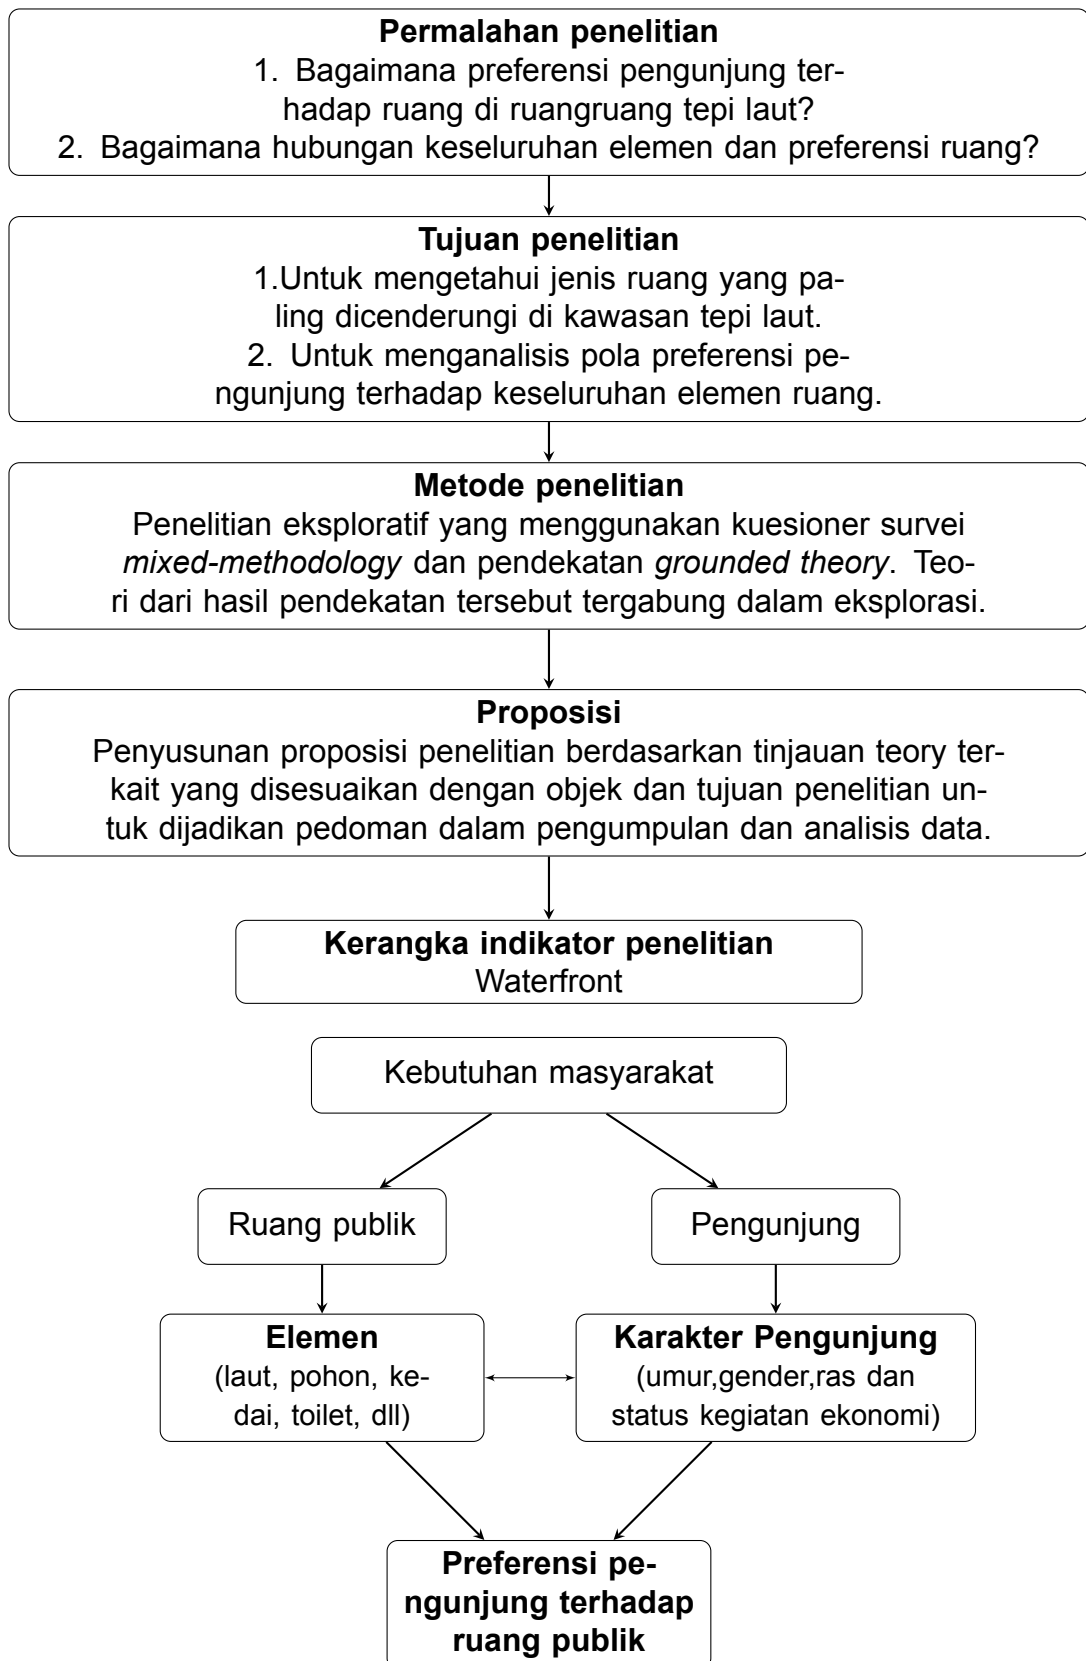 Permalahan penelitian
1. Bagaimana preferensi pengunjung ter-
hadap ruang di ruangruang tepi laut?
2. Bagaimana hubungan keseluruhan elemen dan preferensi ruang?
Tujuan penelitian
1.Untuk mengetahui jenis ruang yang pa-
ling dicenderungi di kawasan tepi laut.
2. Untuk menganalisis pola preferensi pe-
ngunjung terhadap keseluruhan elemen ruang.
Metode penelitian
Penelitian eksploratif yang menggunakan kuesioner survei
mixed-methodology dan pendekatan grounded theory. Teo-
ri dari hasil pendekatan tersebut tergabung dalam eksplorasi.
Proposisi
Penyusunan proposisi penelitian berdasarkan tinjauan teory ter-
kait yang disesuaikan dengan objek dan tujuan penelitian un-
tuk dijadikan pedoman dalam pengumpulan dan analisis data.
Kerangka indikator penelitian
Waterfront
Kebutuhan masyarakat
Ruang publik
Pengunjung
Elemen
(laut, pohon, ke-
dai, toilet, dll)
Karakter Pengunjung
(umur,gender,ras dan
status kegiatan ekonomi)
Preferensi pe-
ngunjung terhadap
ruang publik